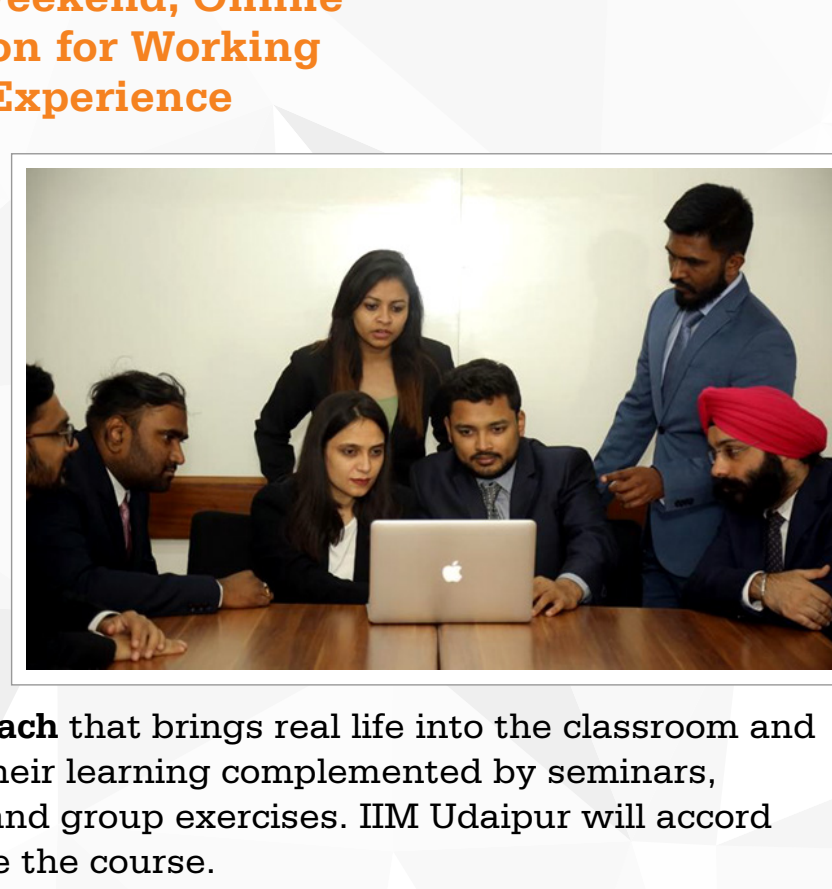 Weekend, Online
on for Working
Experience
ach that brings real life into the classroom and
heir learning complemented by seminars,
and group exercises. IIM Udaipur will accord
e the course.